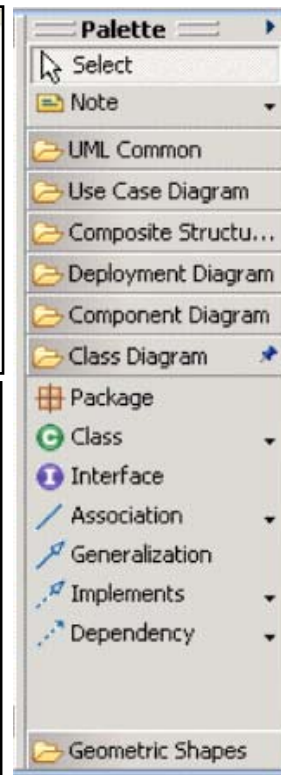 Palette
Select
Note
UML Common
Use Case Diagram
Composite Structu...
Deployment Diagram
Component Diagram
Class Diagram
Package
C Class
I Interface
Association
Generalization
Implements
Dependency
Geometric Shapes